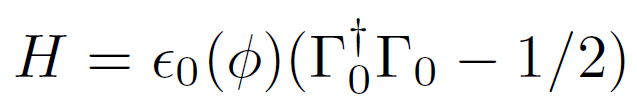 H = ϵ₀(ϕ)(Γ₀†Γ₀ − 1/2)